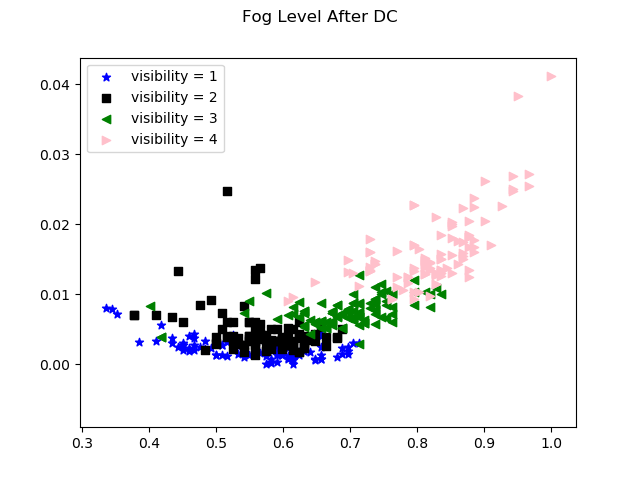 Fog Level After DC
visibility = 1
visibility = 2
visibility = 3
visibility = 4
0.04
0.03
0.02
0.01
0.00
0.3 0.4 0.5 0.6 0.7 0.8 0.9 1.0